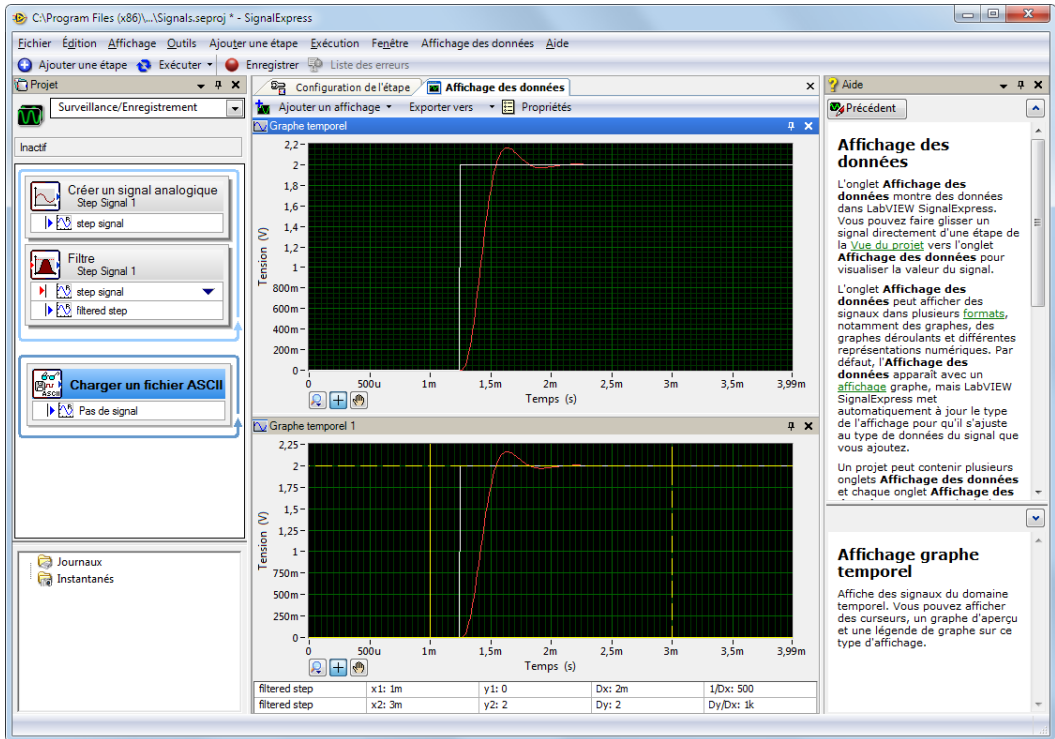 C:\Program Files (x86)\...\Signals.seproj * - SignalExpress
Fichier Édition Affichage Outils Ajouter une étape Exécution Fenêtre Affichage des données Aide
Ajouter une étape Exécuter Enregistrer Liste des erreurs
Projet
Surveillance/Enregistrement
Inactif
Créer un signal analogique
Step Signal 1
step signal
Filtre
Step Signal 1
step signal
filtered step
ASCII
Charger un fichier ASCII
Pas de signal
Journaux
Instantanés
Configuration de l'étape Affichage des données
Ajouter un affichage Exporter vers Propriétés
Graphe temporel
2,2
2
1,8
1,6
1,4
1,2
1
800m
600m
400m
200m
0
Tension (V)
0 500u 1m 1,5m 2m 2,5m 3m 3,5m 3,99m
Temps (s)
Graphe temporel 1
2,25
2
1,75
1,5
1,25
1
750m
500m
250m
0
Tension (V)
0 500u 1m 1,5m 2m 2,5m 3m 3,5m 3,99m
Temps (s)
filtered step x1: 1m y1: 0 Dx: 2m 1/Dx: 500
filtered step x2: 3m y2: 2 Dy: 2 Dy/Dx: 1k
Aide
Précédent
Affichage des
données
L'onglet Affichage des
données montre des données
dans LabVIEW SignalExpress.
Vous pouvez faire glisser un
signal directement d'une étape de
la Vue du projet vers l'onglet
Affichage des données pour
visualiser la valeur du signal.
L'onglet Affichage des
données peut afficher des
signaux dans plusieurs formats,
notamment des graphes, des
graphes déroulants et différentes
représentations numériques. Par
défaut, l'Affichage des
données apparaît avec un
affichage graphe, mais LabVIEW
SignalExpress met
automatiquement à jour le type
de l'affichage pour qu'il s'ajuste
au type de données du signal que
vous ajoutez.
Un projet peut contenir plusieurs
onglets Affichage des données
et chaque onglet Affichage des
Affichage graphe
temporel
Affiche des signaux du domaine
temporel. Vous pouvez afficher
des curseurs, un graphe d'aperçu
et une légende de graphe sur ce
type d'affichage.